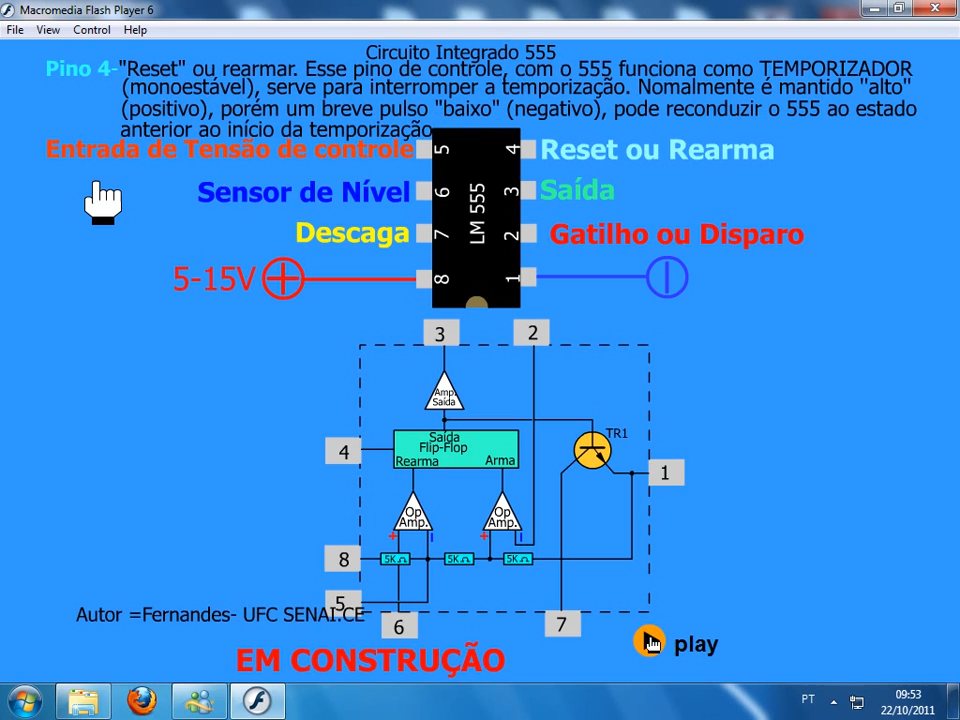 Macromedia Flash Player 6
File View Control Help
Circuito Integrado 555
Pino 4-"Reset" ou rearmar. Esse pino de controle, com o 555 funciona como TEMPORIZADOR
(monoestável), serve para interromper a temporização. Nomalmente é mantido "alto"
(positivo), porém um breve pulso "baixo" (negativo), pode reconduzir o 555 ao estado
anterior ao início da temporização
Entrada de Tensão de controle 5 4 Reset ou Rearma
Sensor de Nível 6 3 Saída
LM 555
Descaga 7 2 Gatilho ou Disparo
5-15V 8 1
3 2
Amp.
Saída
Saída
Flip-Flop
Rearma Arma
TR1
4
1
Op
Amp.
Op
Amp.
+ +
8 5K 5K 5K
5
Autor =Fernandes- UFC SENAI.CE
6 7
EM CONSTRUÇÃO
play
PT
09:53
22/10/2011